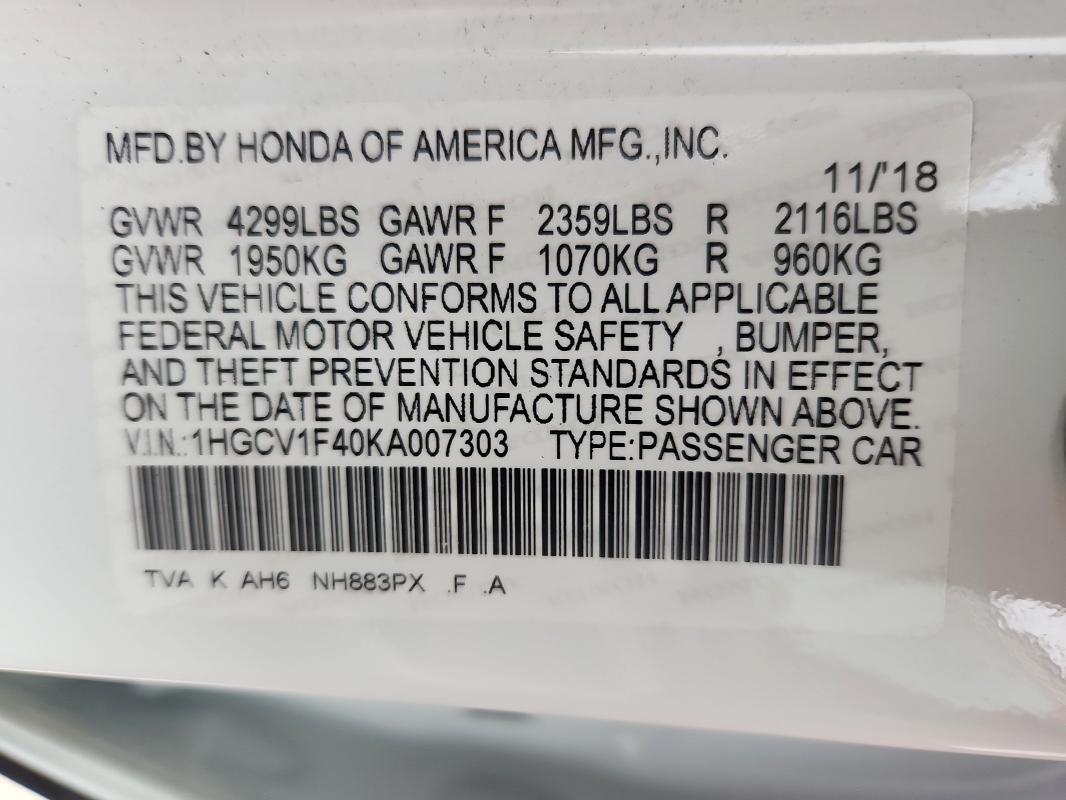 MFD.BY HONDA OF AMERICA MFG.,INC.
11/'18
GVWR 4299LBS GAWR F 2359LBS R 2116LBS
GVWR 1950KG GAWR F 1070KG R 960KG
THIS VEHICLE CONFORMS TO ALL APPLICABLE
FEDERAL MOTOR VEHICLE SAFETY , BUMPER,
AND THEFT PREVENTION STANDARDS IN EFFECT
ON THE DATE OF MANUFACTURE SHOWN ABOVE.
V.I.N.:1HGCV1F40KA007303 TYPE:PASSENGER CAR
TVA K AH6 NH883PX .F .A